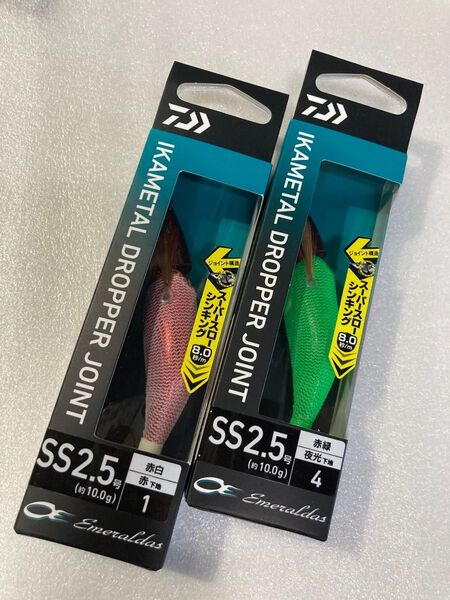 IKAMETAL DROPPER JOINT
ジョイント構造
スーパースロー
シンキング
8.0
秒/m
SS2.5号
(約10.0g)
赤白
赤 下地
1
Emeraldas
IKAMETAL DROPPER JOINT
ジョイント構造
スーパースロー
シンキング
8.0
秒/m
SS2.5号
(約10.0g)
赤緑
夜光 下地
4
Emeraldas